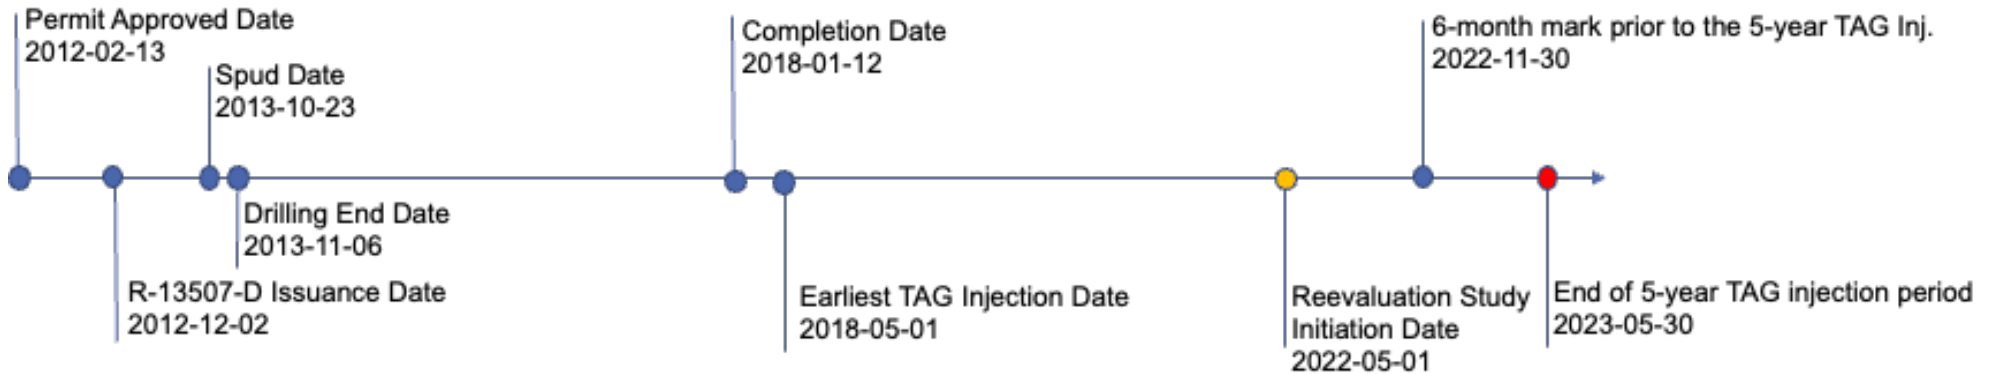 Permit Approved Date
2012-02-13
Spud Date
2013-10-23
Completion Date
2018-01-12
6-month mark prior to the 5-year TAG Inj.
2022-11-30
Drilling End Date
2013-11-06
R-13507-D Issuance Date
2012-12-02
Earliest TAG Injection Date
2018-05-01
Reevaluation Study
Initiation Date
2022-05-01
End of 5-year TAG injection period
2023-05-30